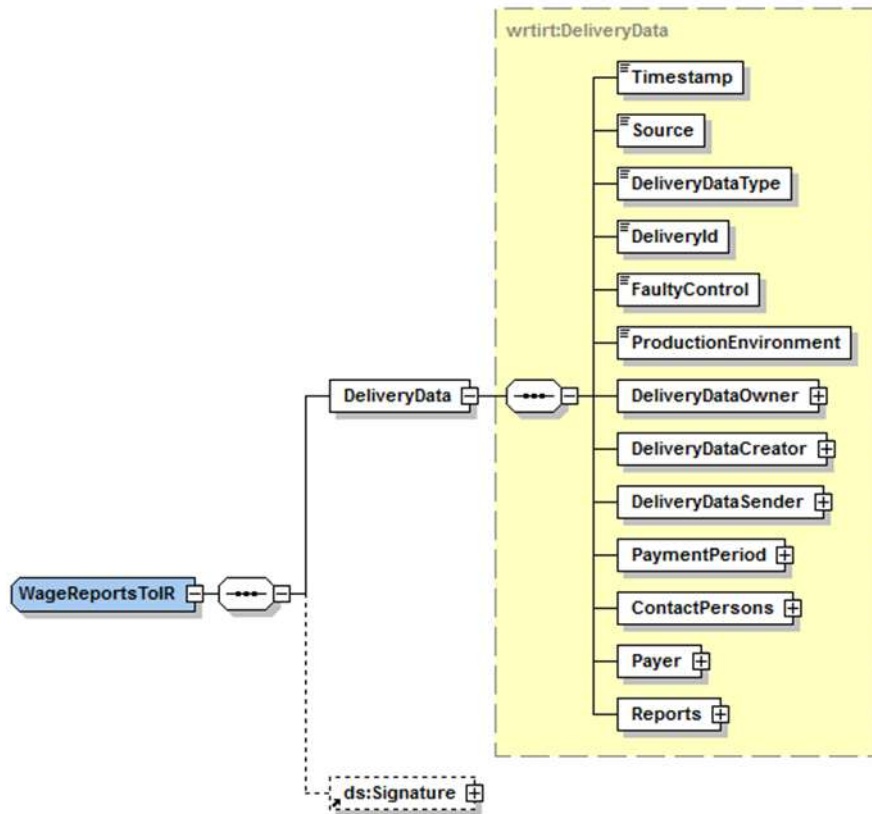 wrtirt:DeliveryData
Timestamp
Source
DeliveryDataType
DeliveryId
FaultyControl
ProductionEnvironment
DeliveryData
DeliveryDataOwner
DeliveryDataCreator
DeliveryDataSender
PaymentPeriod
WageReportsToIR
ContactPersons
Payer
Reports
ds:Signature